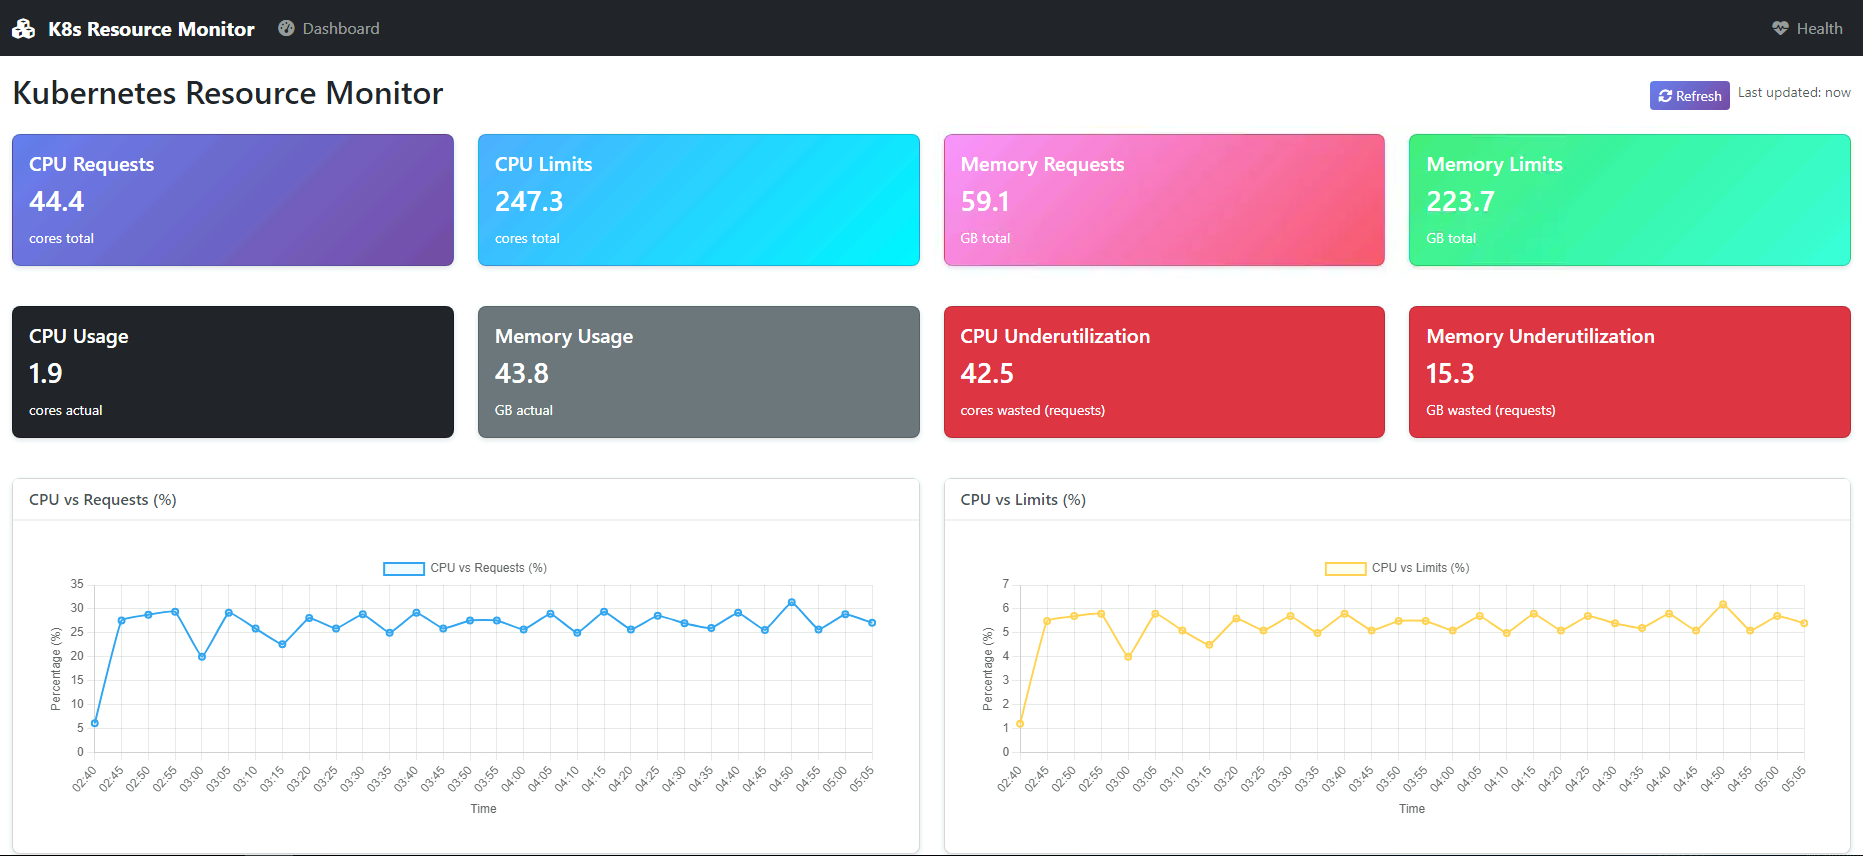 K8s Resource Monitor Dashboard Health
Kubernetes Resource Monitor
Refresh Last updated: now
CPU Requests
44.4
cores total
CPU Limits
247.3
cores total
Memory Requests
59.1
GB total
Memory Limits
223.7
GB total
CPU Usage
1.9
cores actual
Memory Usage
43.8
GB actual
CPU Underutilization
42.5
cores wasted (requests)
Memory Underutilization
15.3
GB wasted (requests)
CPU vs Requests (%)
CPU vs Requests (%)
Percentage (%)
35
30
25
20
15
10
5
0
02:40 02:45 02:50 02:55 03:00 03:05 03:10 03:15 03:20 03:25 03:30 03:35 03:40 03:45 03:50 03:55 04:00 04:05 04:10 04:15 04:20 04:25 04:30 04:35 04:40 04:45 04:50 04:55 05:00 05:05
Time
CPU vs Limits (%)
CPU vs Limits (%)
Percentage (%)
7
6
5
4
3
2
1
0
02:40 02:45 02:50 02:55 03:00 03:05 03:10 03:15 03:20 03:25 03:30 03:35 03:40 03:45 03:50 03:55 04:00 04:05 04:10 04:15 04:20 04:25 04:30 04:35 04:40 04:45 04:50 04:55 05:00 05:05
Time